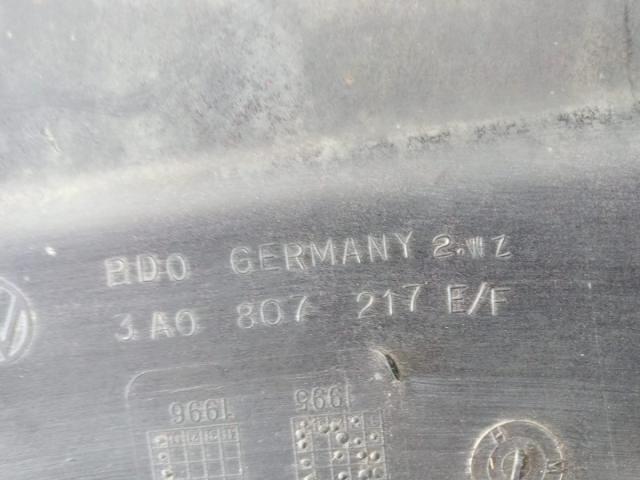 BDO GERMANY 2.WZ
3A0 807 217 E/F
1996 1995
H
M